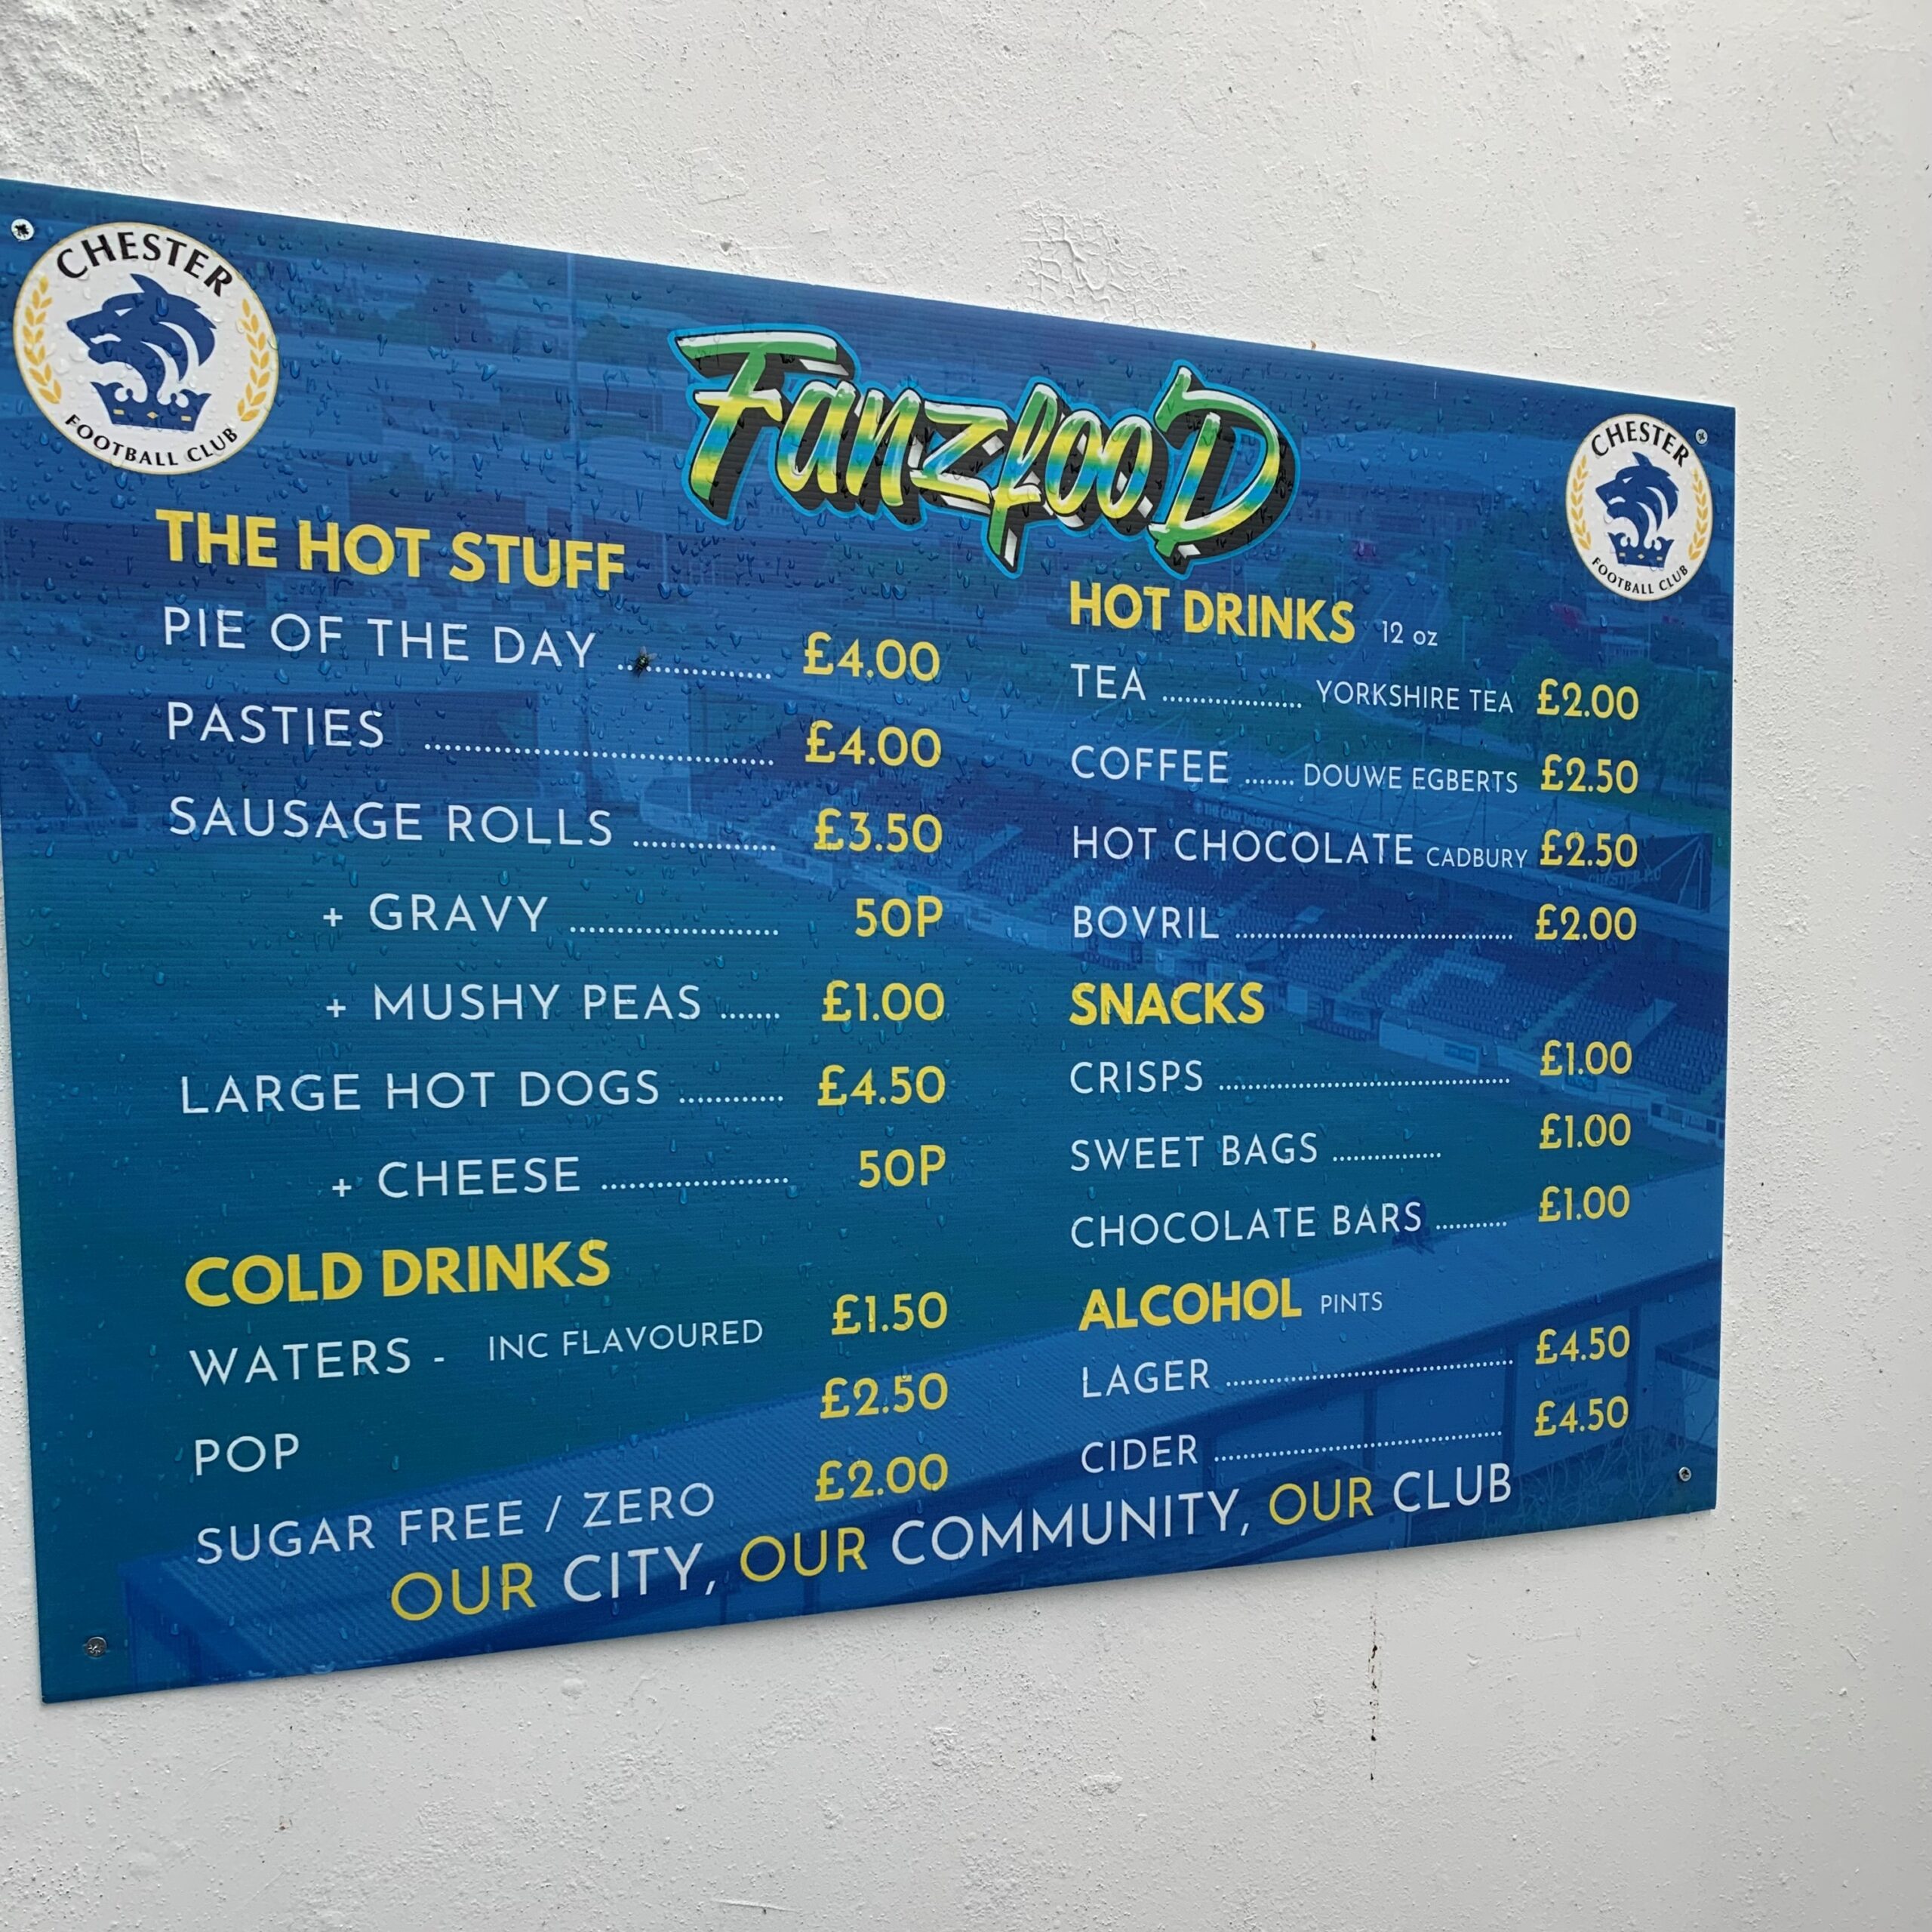 CHESTER
FOOTBALL CLUB
FanzfooD
CHESTER
FOOTBALL CLUB
THE HOT STUFF
PIE OF THE DAY .................. £4.00
PASTIES .................. £4.00
SAUSAGE ROLLS .................. £3.50
+ GRAVY .................. 50P
+ MUSHY PEAS ....... £1.00
LARGE HOT DOGS ............ £4.50
+ CHEESE .................. 50P
COLD DRINKS
WATERS - INC FLAVOURED £1.50
POP £2.50
SUGAR FREE / ZERO £2.00
HOT DRINKS 12 oz
TEA .................. YORKSHIRE TEA £2.00
COFFEE ....... DOUWE EGBERTS £2.50
HOT CHOCOLATE CADBURY £2.50
BOVRIL .................. £2.00
SNACKS
CRISPS .................. £1.00
SWEET BAGS .................. £1.00
CHOCOLATE BARS ........... £1.00
ALCOHOL PINTS
LAGER .................. £4.50
CIDER .................. £4.50
OUR CITY, OUR COMMUNITY, OUR CLUB